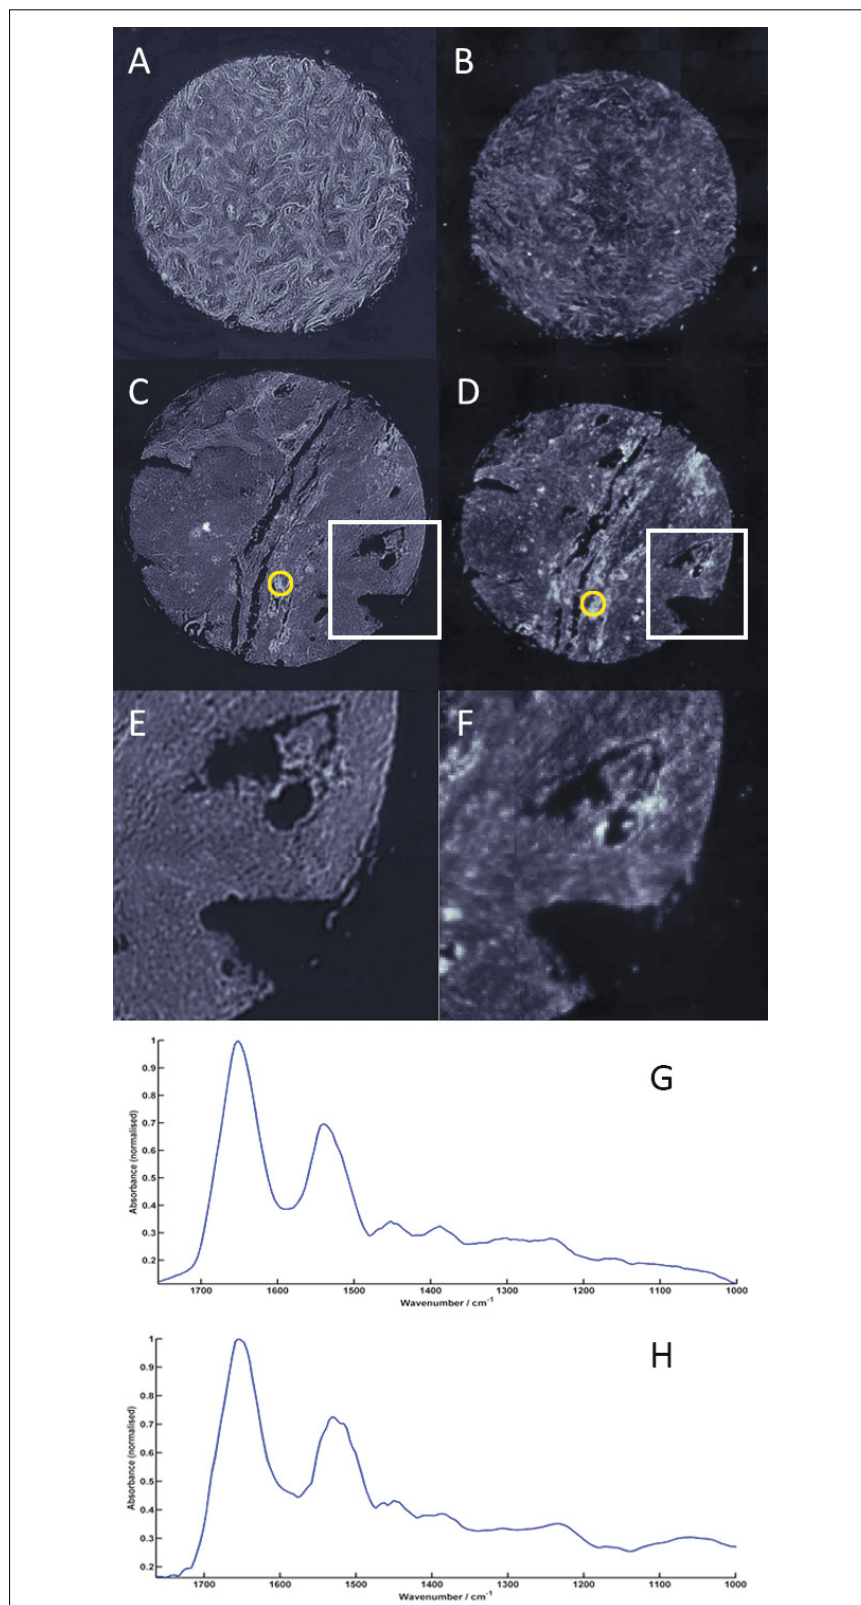 A
B
C
D
E
F
G
1
0.9
0.8
0.7
0.6
0.5
0.4
0.3
0.2
Absorbance (normalised)
1700 1600 1500 1400 1300 1200 1100 1000
Wavenumber / cm⁻¹
H
1
0.9
0.8
0.7
0.6
0.5
0.4
0.3
0.2
Absorbance (normalised)
1700 1600 1500 1400 1300 1200 1100 1000
Wavenumber / cm⁻¹